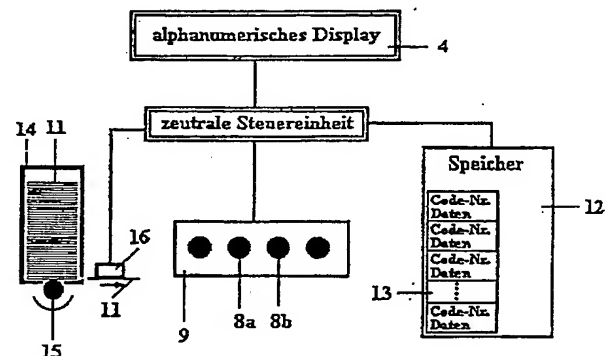 alphanumerisches Display
4
zeutrale Steuereinheit
14 11
Speicher
Code-Nr.
Daten
Code-Nr.
Daten
Code-Nr.
Daten
Code-Nr.
Daten
12
16
13
11
9 8a 8b
15